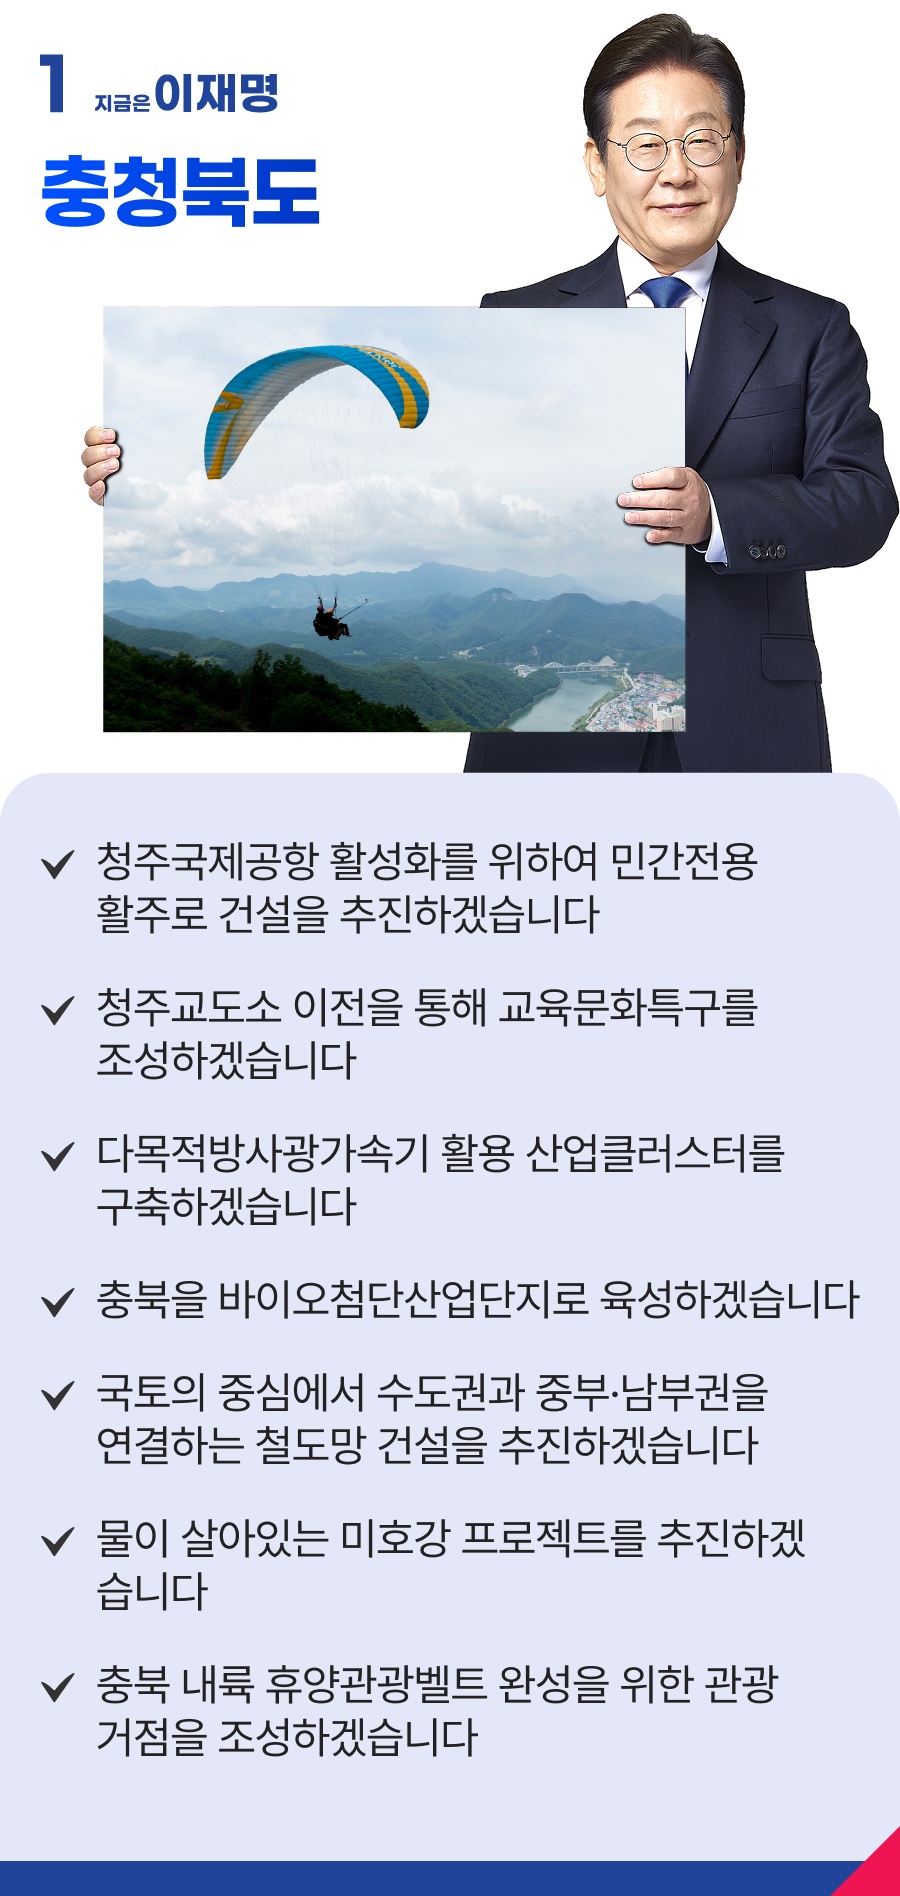 1 지금은 이재명
충청북도
청주국제공항 활성화를 위하여 민간전용
활주로 건설을 추진하겠습니다
청주교도소 이전을 통해 교육문화특구를
조성하겠습니다
다목적방사광가속기 활용 산업클러스터를
구축하겠습니다
충북을 바이오첨단산업단지로 육성하겠습니다
국토의 중심에서 수도권과 중부·남부권을
연결하는 철도망 건설을 추진하겠습니다
물이 살아있는 미호강 프로젝트를 추진하겠
습니다
충북 내륙 휴양관광벨트 완성을 위한 관광
거점을 조성하겠습니다